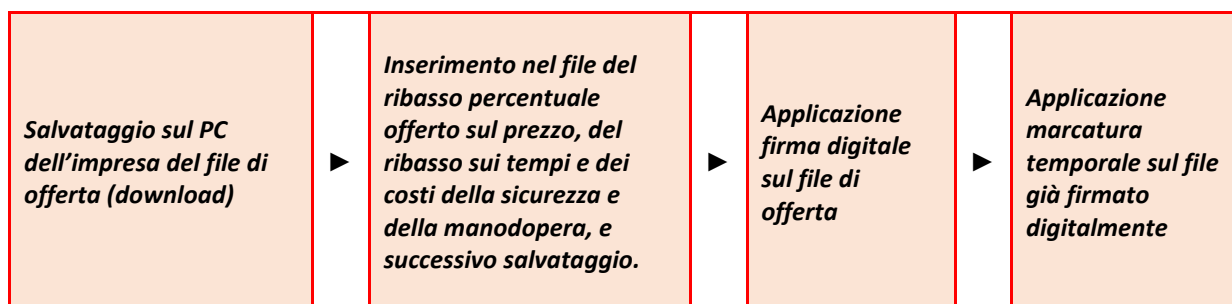 Salvataggio sul PC
dell’impresa del file di
offerta (download)
►
Inserimento nel file del
ribasso percentuale
offerto sul prezzo, del
ribasso sui tempi e dei
costi della sicurezza e
della manodopera, e
successivo salvataggio.
►
Applicazione
firma digitale
sul file di
offerta
►
Applicazione
marcatura
temporale sul file
già firmato
digitalmente